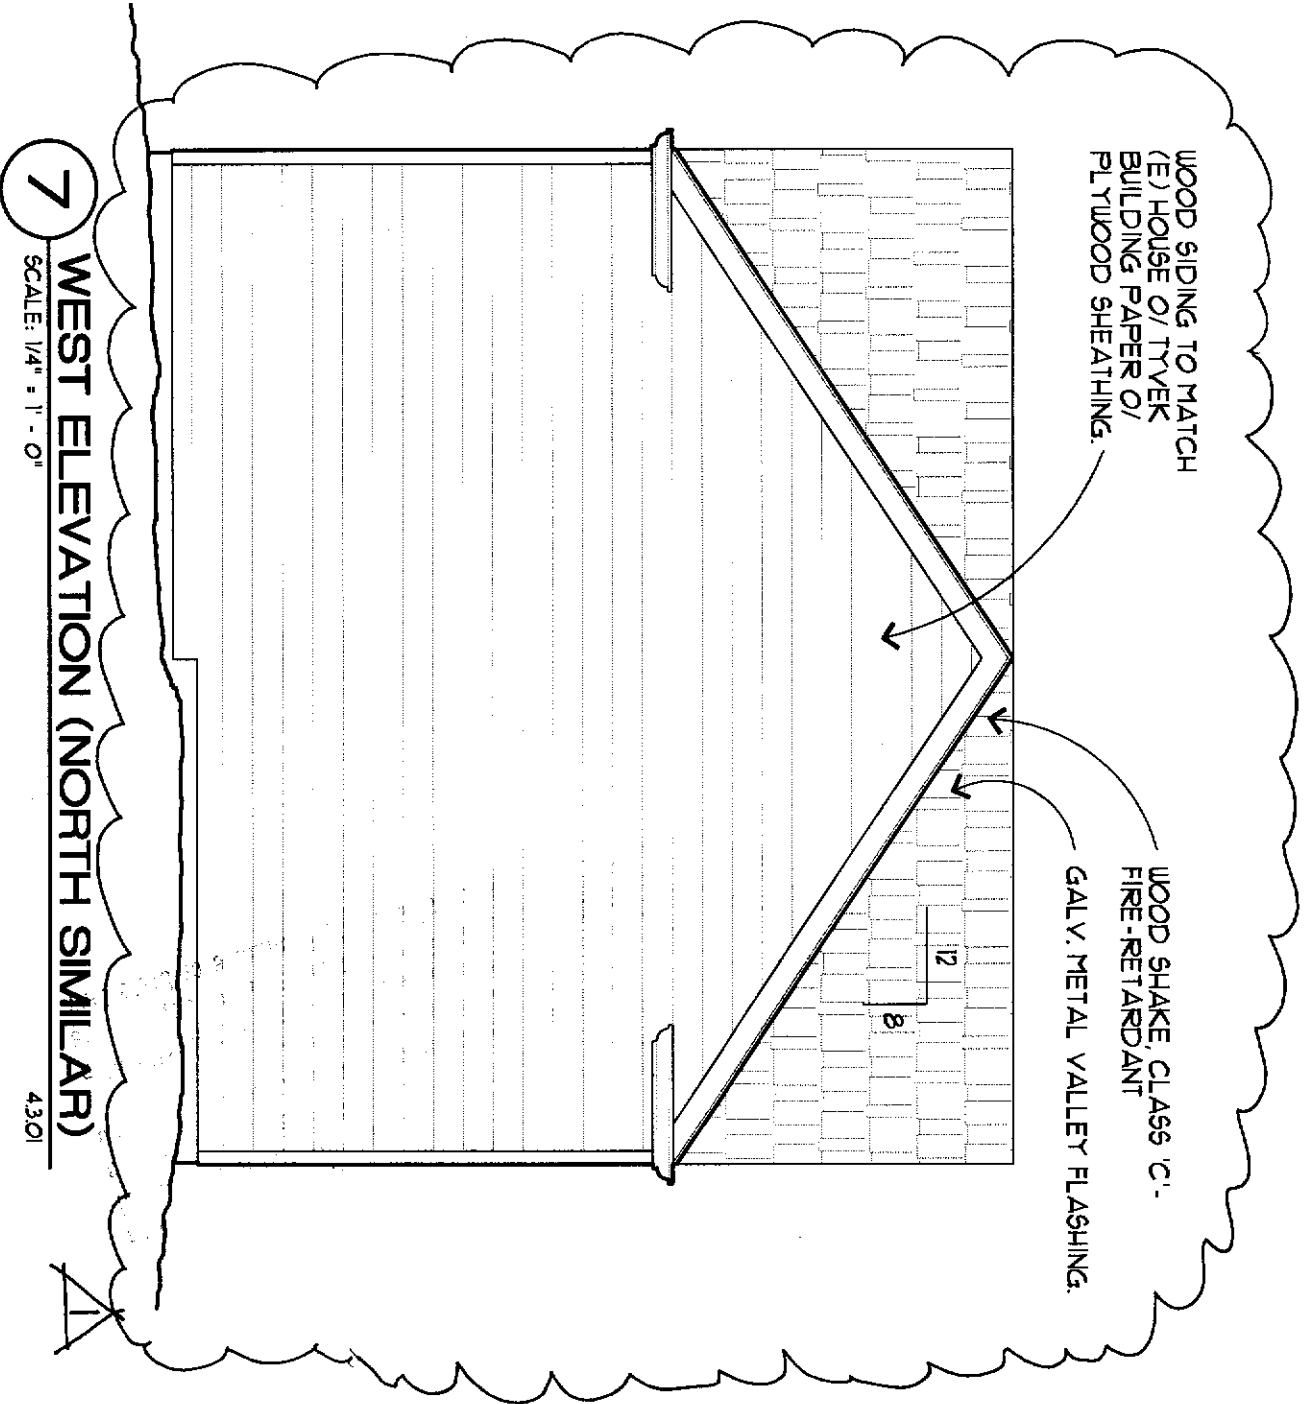 WOOD SIDING TO MATCH
(E) HOUSE O/ TYVEK
BUILDING PAPER O/
PLYWOOD SHEATHING.
WOOD SHAKE, CLASS 'C'-
FIRE-RETARDANT
GALV. METAL VALLEY FLASHING.
12
8
7
WEST ELEVATION (NORTH SIMILAR)
SCALE: 1/4" = 1' - 0"
4.3.01
1